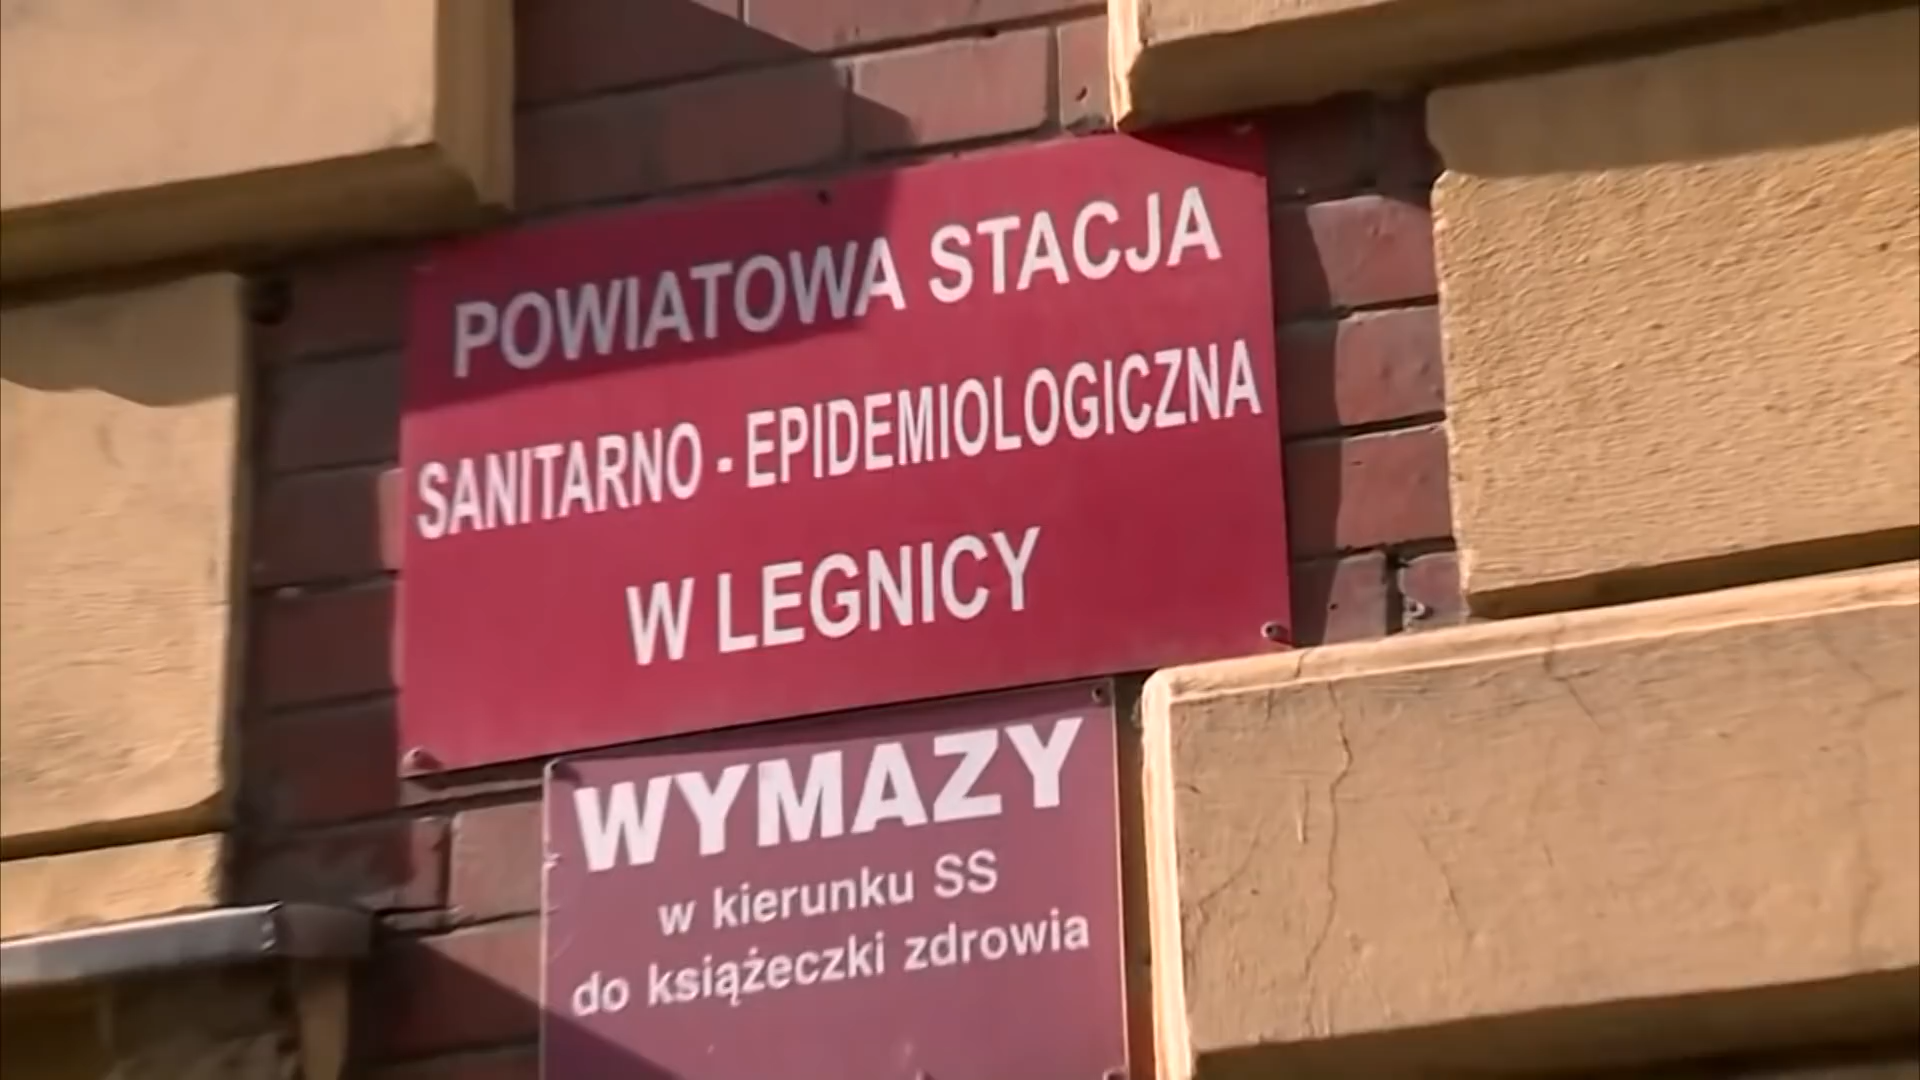 POWIATOWA STACJA
SANITARNO - EPIDEMIOLOGICZNA
W LEGNICY
WYMAZY
w kierunku SS
do książeczki zdrowia